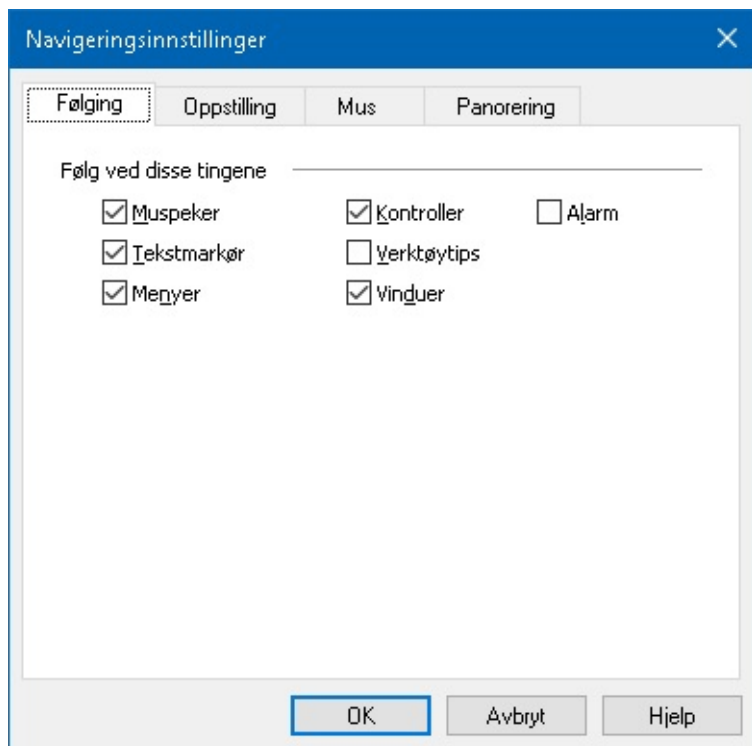 Navigeringsinnstillinger
Følging Oppstilling Mus Panorering
Følg ved disse tingene
Muspeker Kontroller Alarm
Tekstmarkør Verktøytips
Menyer Vinduer
OK Avbryt Hjelp